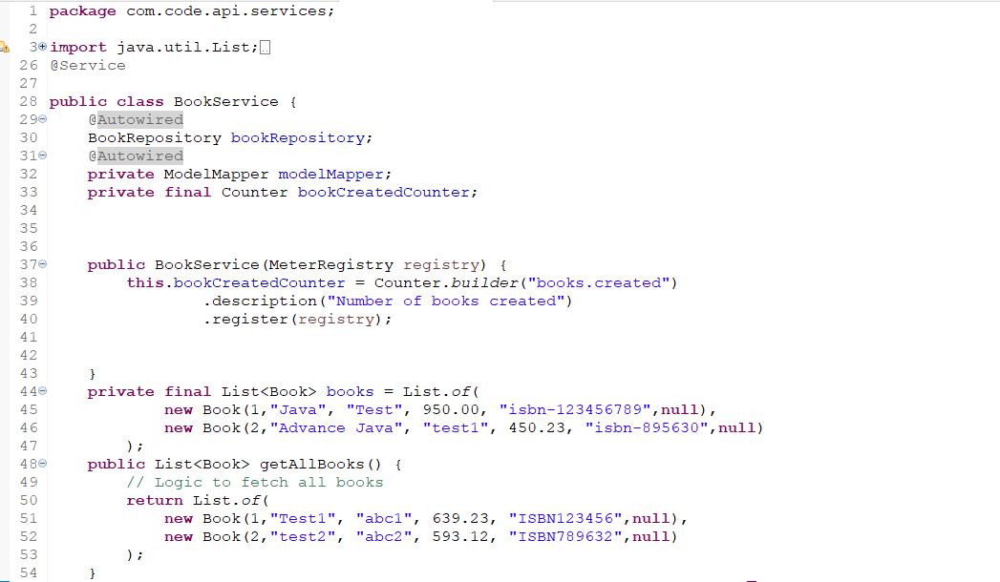 1 package com.code.api.services;
2
3 import java.util.List;
26 @Service
27
28 public class BookService {
29 @Autowired
30 BookRepository bookRepository;
31 @Autowired
32 private ModelMapper modelMapper;
33 private final Counter bookCreatedCounter;
34
35
36
37 public BookService(MeterRegistry registry) {
38 this.bookCreatedCounter = Counter.builder("books.created")
39 .description("Number of books created")
40 .register(registry);
41
42
43 }
44 private final List<Book> books = List.of(
45 new Book(1,"Java", "Test", 950.00, "isbn-123456789",null),
46 new Book(2,"Advance Java", "test1", 450.23, "isbn-895630",null)
47 );
48 public List<Book> getAllBooks() {
49 // Logic to fetch all books
50 return List.of(
51 new Book(1,"Test1", "abc1", 639.23, "ISBN123456",null),
52 new Book(2,"test2", "abc2", 593.12, "ISBN789632",null)
53 );
54 }